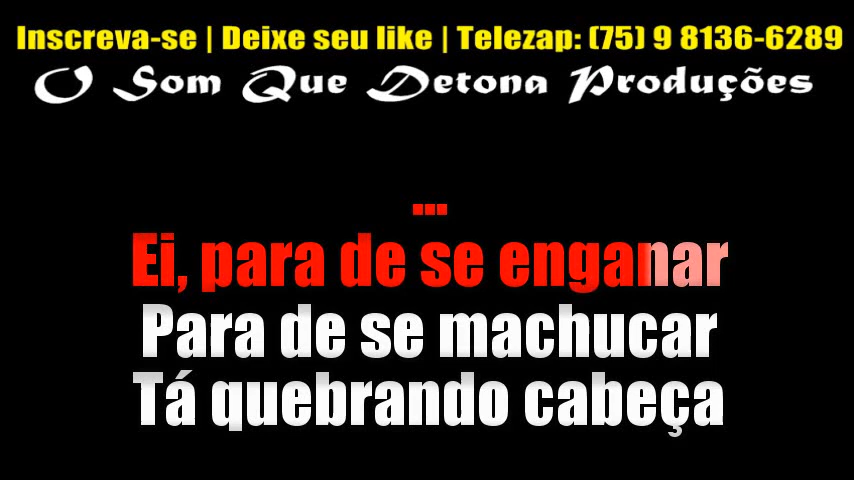 Inscreva-se | Deixe seu like | Telezap: (75) 9 8136-6289
O Som Que Detona Produções
...
Ei, para de se enganar
Para de se machucar
Tá quebrando cabeça